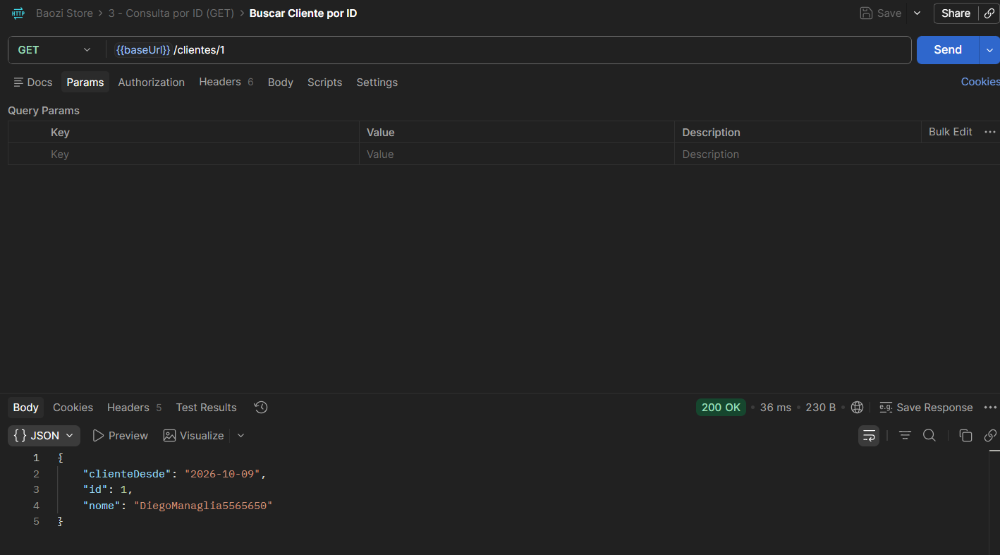 HTTP Baozi Store > 3 - Consulta por ID (GET) > Buscar Cliente por ID Save Share
GET {{baseUrl}} /clientes/1 Send
Docs Params Authorization Headers 6 Body Scripts Settings Cookies
Query Params
Key Value Description Bulk Edit ...
Key Value Description
Body Cookies Headers 5 Test Results 200 OK • 36 ms • 230 B • e.g. Save Response ...
{} JSON Preview Visualize
1 {
2 "clienteDesde": "2026-10-09",
3 "id": 1,
4 "nome": "DiegoManaglia5565650"
5 }